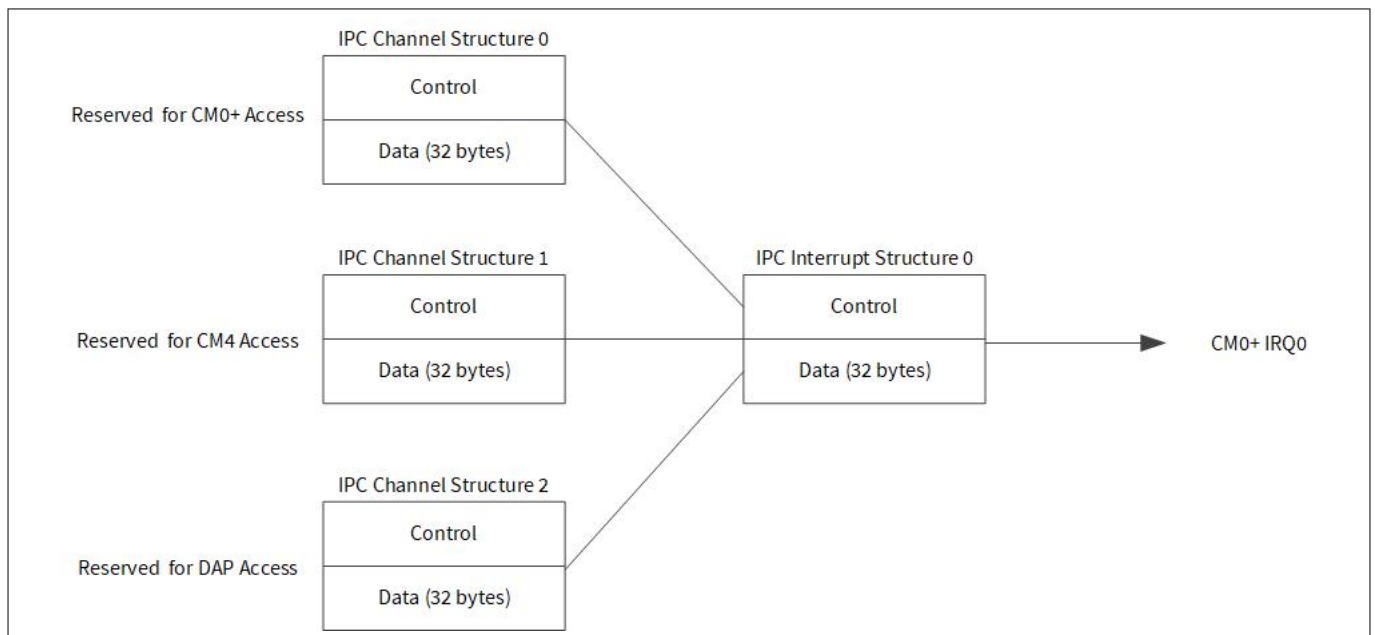 IPC Channel Structure 0
Control
Reserved for CM0+ Access
Data (32 bytes)
IPC Channel Structure 1
IPC Interrupt Structure 0
Control
Control
Reserved for CM4 Access
CM0+ IRQ0
Data (32 bytes)
Data (32 bytes)
IPC Channel Structure 2
Control
Reserved for DAP Access
Data (32 bytes)